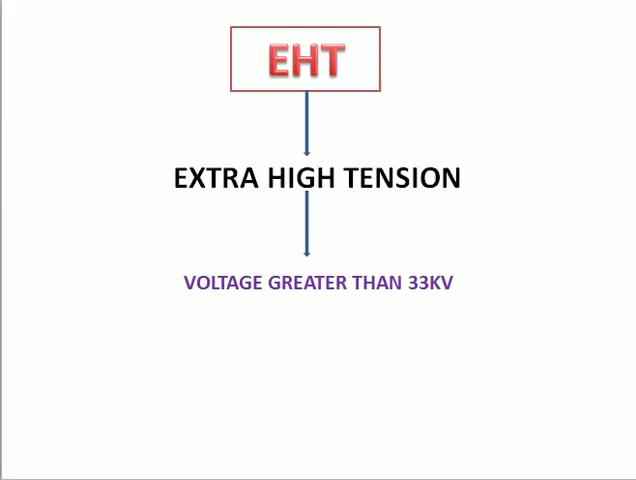 EHT
EXTRA HIGH TENSION
VOLTAGE GREATER THAN 33KV